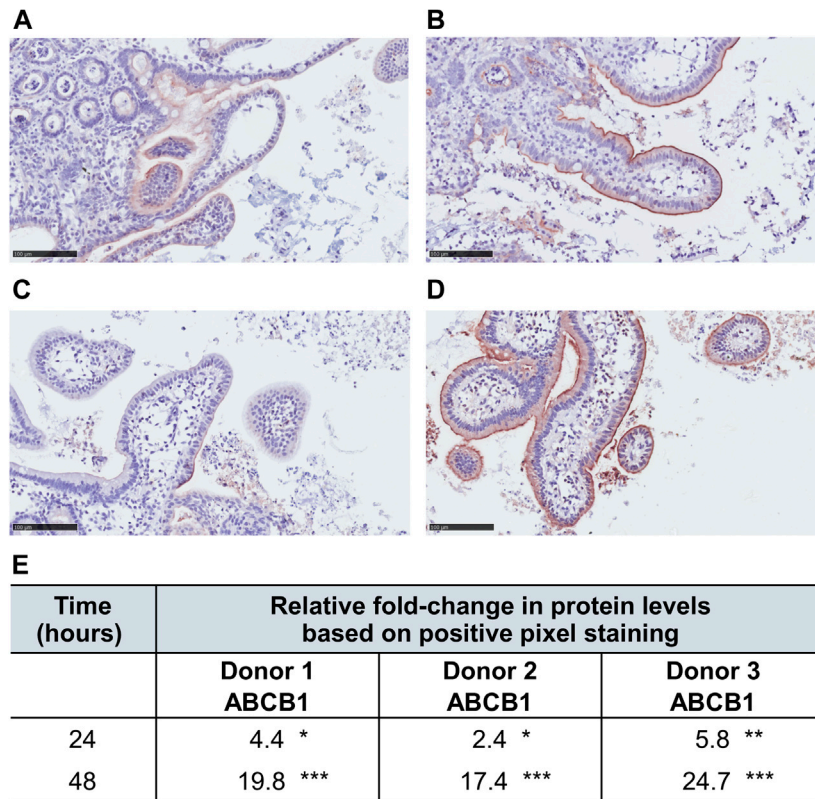 A
B
100 µm
100 µm
C
D
100 µm
100 µm
E
Time
(hours)
Relative fold-change in protein levels
based on positive pixel staining
Donor 1
ABCB1
Donor 2
ABCB1
Donor 3
ABCB1
24 4.4 * 2.4 * 5.8 **
48 19.8 *** 17.4 *** 24.7 ***